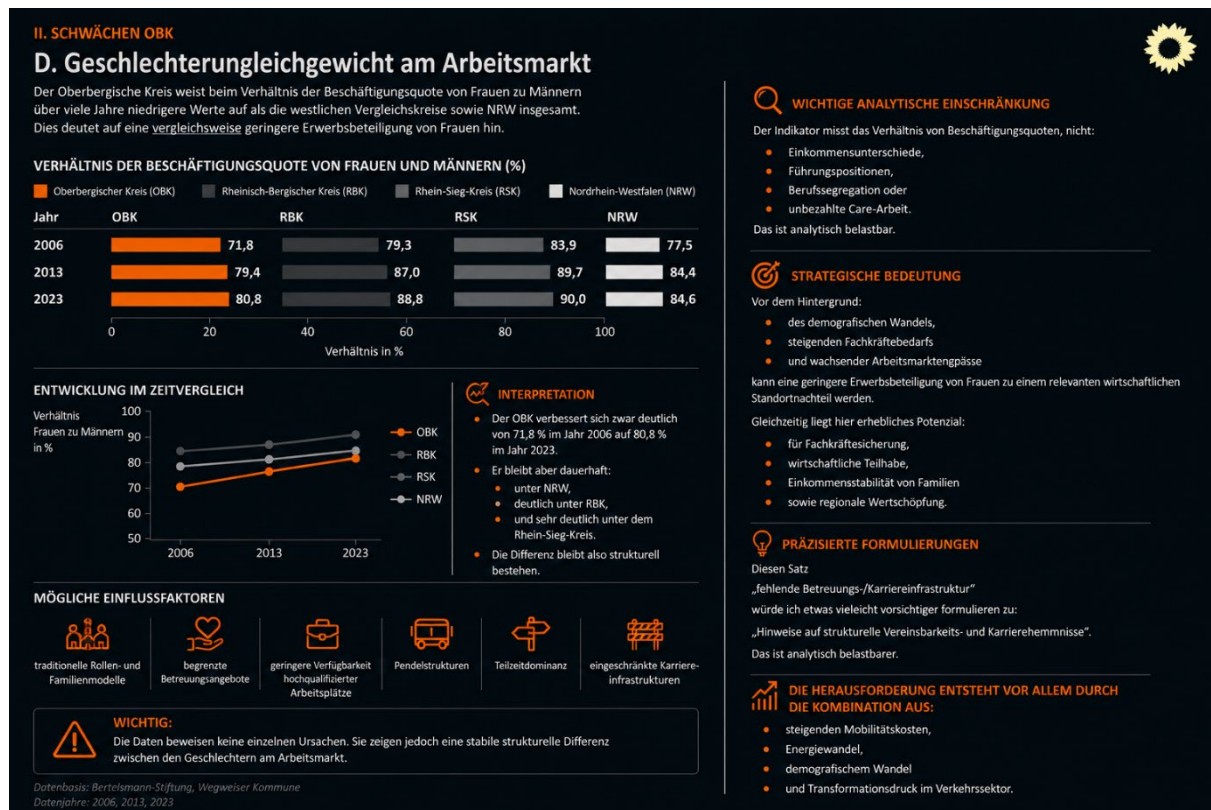 II. SCHWÄCHEN OBK
D. Geschlechterungleichgewicht am Arbeitsmarkt
Der Oberbergische Kreis weist beim Verhältnis der Beschäftigungsquote von Frauen zu Männern
über viele Jahre niedrigere Werte auf als die westlichen Vergleichskreise sowie NRW insgesamt.
Dies deutet auf eine vergleichsweise geringere Erwerbsbeteiligung von Frauen hin.
VERHÄLTNIS DER BESCHÄFTIGUNGSQUOTE VON FRAUEN UND MÄNNERN (%)
Oberbergischer Kreis (OBK) Rheinisch-Bergischer Kreis (RBK) Rhein-Sieg-Kreis (RSK) Nordrhein-Westfalen (NRW)
Jahr OBK RBK RSK NRW
2006 71,8 79,3 83,9 77,5
2013 79,4 87,0 89,7 84,4
2023 80,8 88,8 90,0 84,6
0 20 40 60 80 100
Verhältnis in %
ENTWICKLUNG IM ZEITVERGLEICH
Verhältnis
Frauen zu Männern
in %
100
90
80
70
60
50
2006 2013 2023
OBK
RBK
RSK
NRW
INTERPRETATION
• Der OBK verbessert sich zwar deutlich
von 71,8 % im Jahr 2006 auf 80,8 %
im Jahr 2023.
• Er bleibt aber dauerhaft:
• unter NRW,
• deutlich unter RBK,
• und sehr deutlich unter dem
Rhein-Sieg-Kreis.
• Die Differenz bleibt also strukturell
bestehen.
MÖGLICHE EINFLUSSFAKTOREN
traditionelle Rollen- und
Familienmodelle
begrenzte
Betreuungsangebote
geringere Verfügbarkeit
hochqualifizierter
Arbeitsplätze
Pendelstrukturen
Teilzeitdominanz
eingeschränkte Karriere-
infrastrukturen
WICHTIG:
Die Daten beweisen keine einzelnen Ursachen. Sie zeigen jedoch eine stabile strukturelle Differenz
zwischen den Geschlechtern am Arbeitsmarkt.
Datenbasis: Bertelsmann-Stiftung, Wegweiser Kommune
Datenjahre: 2006, 2013, 2023
WICHTIGE ANALYTISCHE EINSCHRÄNKUNG
Der Indikator misst das Verhältnis von Beschäftigungsquoten, nicht:
• Einkommensunterschiede,
• Führungspositionen,
• Berufssegregation oder
• unbezahlte Care-Arbeit.
Das ist analytisch belastbar.
STRATEGISCHE BEDEUTUNG
Vor dem Hintergrund:
• des demografischen Wandels,
• steigenden Fachkräftebedarfs
• und wachsender Arbeitsmarktengpässe
kann eine geringere Erwerbsbeteiligung von Frauen zu einem relevanten wirtschaftlichen
Standortnachteil werden.
Gleichzeitig liegt hier erhebliches Potenzial:
• für Fachkräftesicherung,
• wirtschaftliche Teilhabe,
• Einkommensstabilität von Familien
• sowie regionale Wertschöpfung.
PRÄZISIERTE FORMULIERUNGEN
Diesen Satz
„fehlende Betreuungs-/Karriereinfrastruktur“
würde ich etwas vieleicht vorsichtiger formulieren zu:
„Hinweise auf strukturelle Vereinsbarkeits- und Karrierehemmnisse“.
Das ist analytisch belastbarer.
DIE HERAUSFORDERUNG ENTSTEHT VOR ALLEM DURCH
DIE KOMBINATION AUS:
• steigenden Mobilitätskosten,
• Energiewandel,
• demografischem Wandel
• und Transformationsdruck im Verkehrssektor.